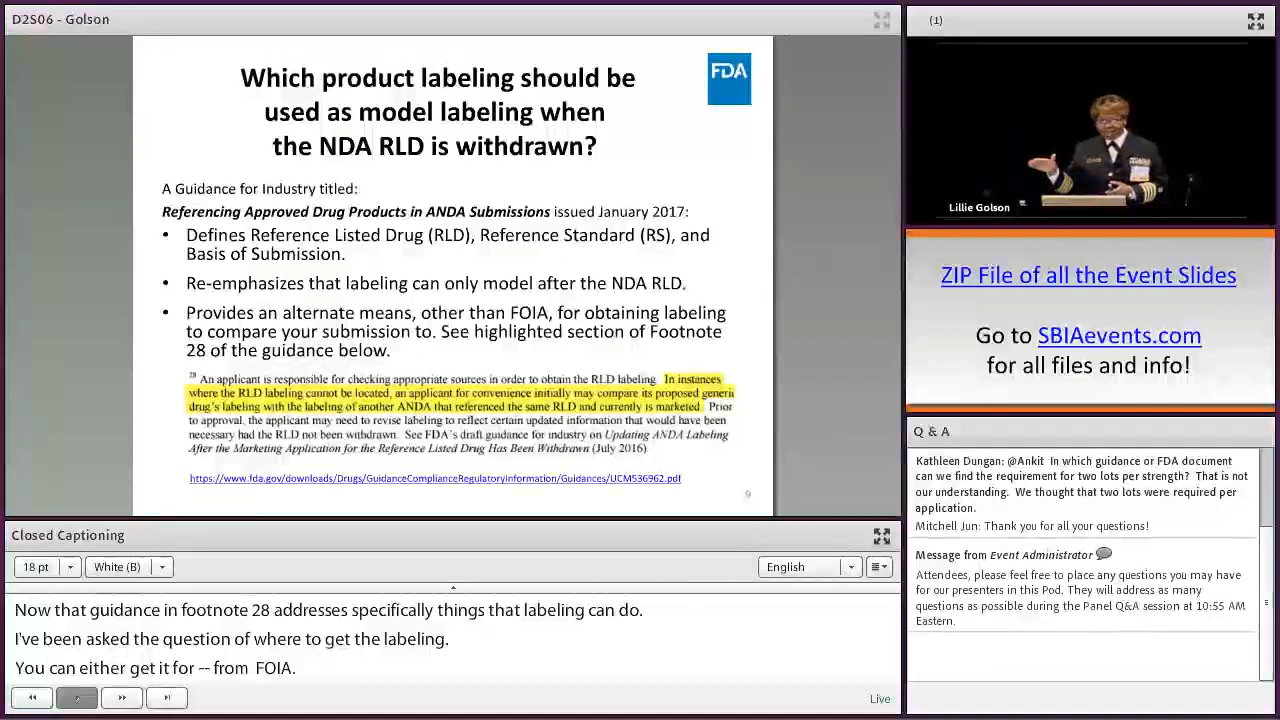 D2S06 - Golson
Which product labeling should be
used as model labeling when
the NDA RLD is withdrawn?
FDA
A Guidance for Industry titled:
Referencing Approved Drug Products in ANDA Submissions issued January 2017:
• Defines Reference Listed Drug (RLD), Reference Standard (RS), and
Basis of Submission.
• Re-emphasizes that labeling can only model after the NDA RLD.
• Provides an alternate means, other than FOIA, for obtaining labeling
to compare your submission to. See highlighted section of Footnote
28 of the guidance below.
28 An applicant is responsible for checking appropriate sources in order to obtain the RLD labeling. In instances
where the RLD labeling cannot be located, an applicant for convenience initially may compare its proposed generic
drug's labeling with the labeling of another ANDA that referenced the same RLD and currently is marketed. Prior
to approval, the applicant may need to revise labeling to reflect certain updated information that would have been
necessary had the RLD not been withdrawn. See FDA's draft guidance for industry on Updating ANDA Labeling
After the Marketing Application for the Reference Listed Drug Has Been Withdrawn (July 2016)
https://www.fda.gov/downloads/Drugs/GuidanceComplianceRegulatoryInformation/Guidances/UCM536962.pdf
9
Closed Captioning
18 pt
White (B)
English
Now that guidance in footnote 28 addresses specifically things that labeling can do.
I've been asked the question of where to get the labeling.
You can either get it for -- from FOIA.
Live
(1)
Lillie Golson
ZIP File of all the Event Slides
Go to SBIAevents.com
for all files and info!
Q & A
Kathleen Dungan: @Ankit In which guidance or FDA document
can we find the requirement for two lots per strength? That is not
our understanding. We thought that two lots were required per
application.
Mitchell Jun: Thank you for all your questions!
Message from Event Administrator
Attendees, please feel free to place any questions you may have
for our presenters in this Pod. They will address as many
questions as possible during the Panel Q&A session at 10:55 AM
Eastern.